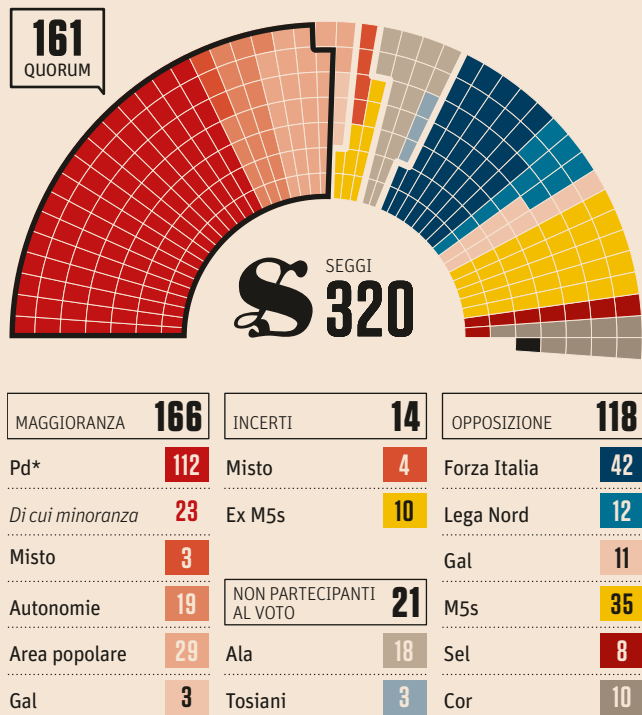 161
QUORUM
S
SEGGI
320
MAGGIORANZA 166
Pd* 112
Di cui minoranza 23
Misto 3
Autonomie 19
Area popolare 29
Gal 3
INCERTI 14
Misto 4
Ex M5s 10
NON PARTECIPANTI
AL VOTO 21
Ala 18
Tosiani 3
OPPOSIZIONE 118
Forza Italia 42
Lega Nord 12
Gal 11
M5s 35
Sel 8
Cor 10